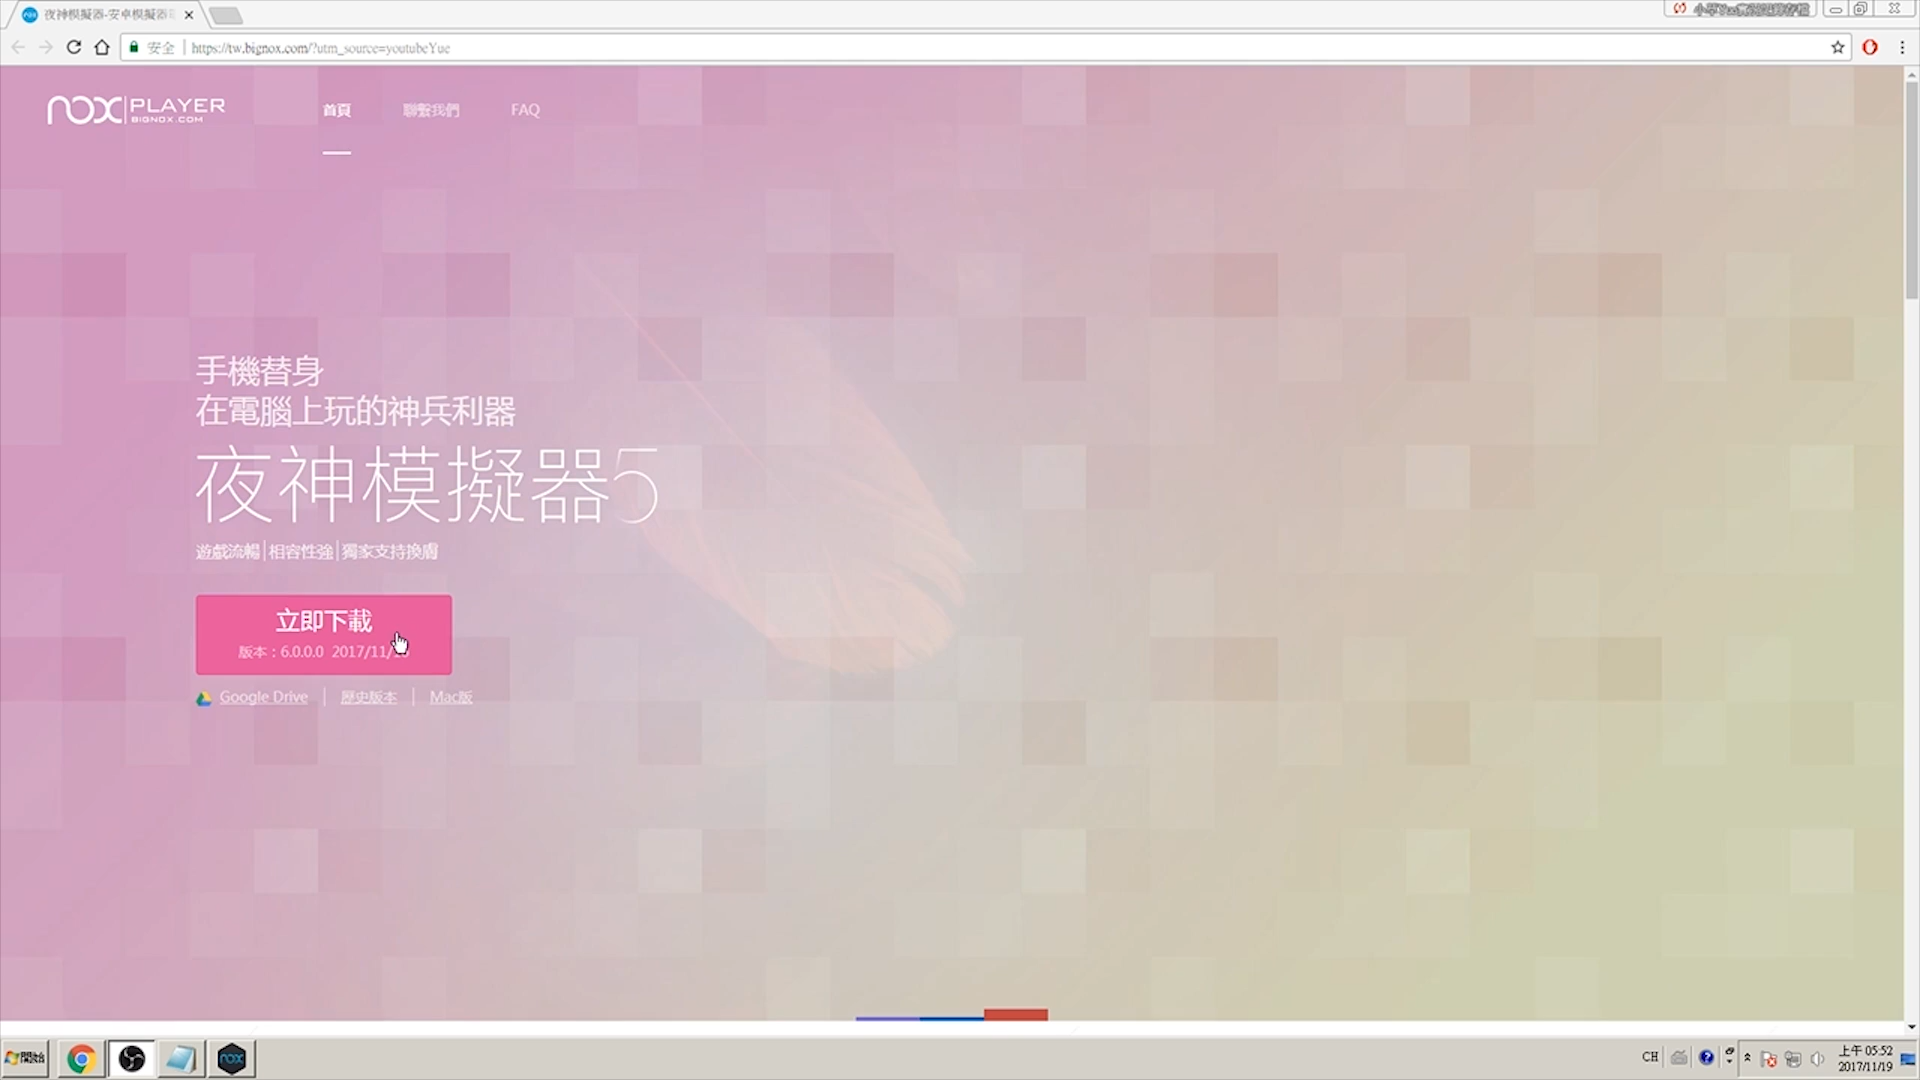 夜神模擬器-安卓模擬器
安全 https://tw.bignox.com/?utm_source=youtubeYue
nox PLAYER
BIGNOX.COM
首頁 聯繫我們 FAQ
手機替身
在電腦上玩的神兵利器
夜神模擬器5
遊戲流暢|相容性強|獨家支持換膚
立即下載
版本：6.0.0.0 2017/11/
Google Drive | 歷史版本 | Mac版
開始 nox CH 上午 05:52
2017/11/19